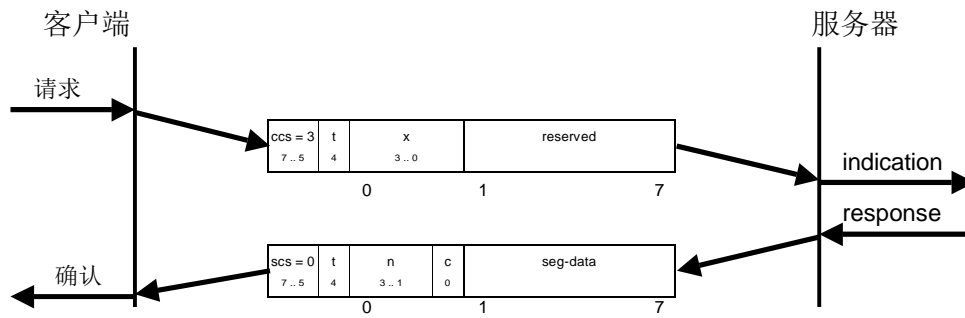 客户端
服务器
请求
ccs = 3 t x reserved
7 .. 5 4 3 .. 0
indication
0 1 7
response
scs = 0 t n c seg-data
7 .. 5 4 3 .. 1 0
确认
0 1 7